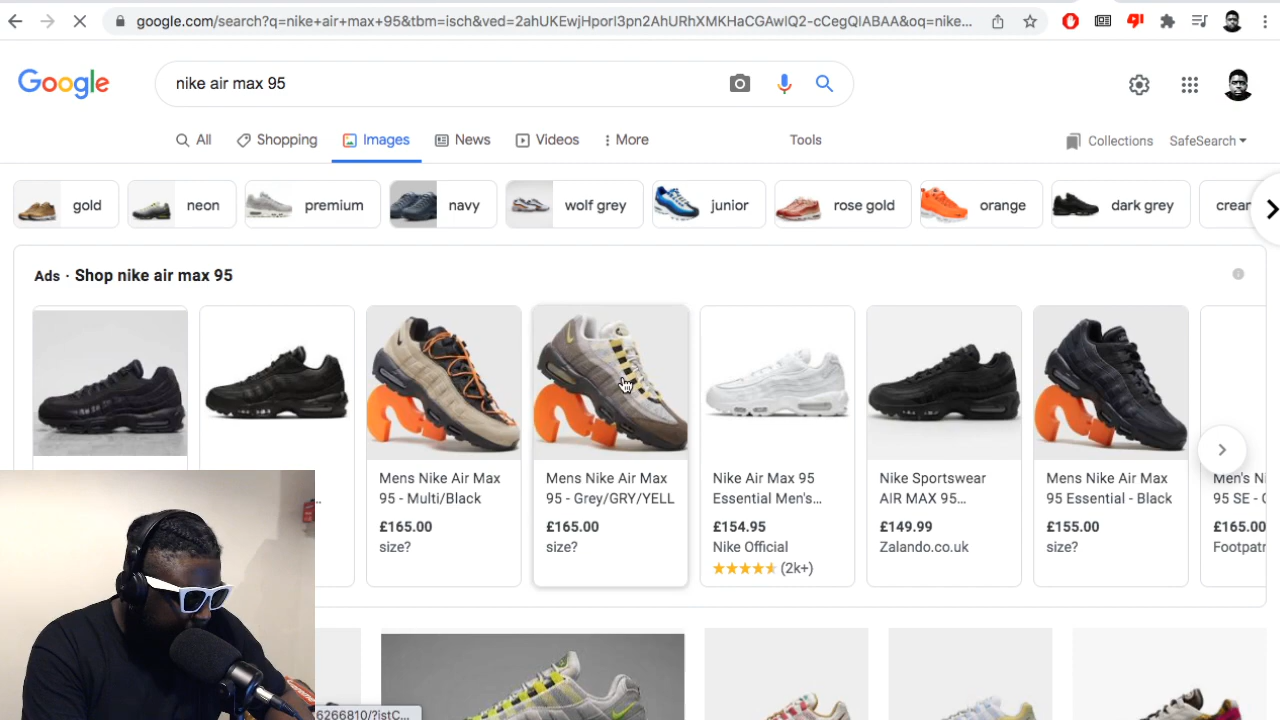 google.com/search?q=nike+air+max+95&tbm=isch&ved=2ahUKEwjHporl3pn2AhURhXMKHaCGAwIQ2-cCegQIABAA&oq=nike...
Google
nike air max 95
All
Shopping
Images
News
Videos
More
Tools
Collections
SafeSearch
gold
neon
premium
navy
wolf grey
junior
rose gold
orange
dark grey
Ads · Shop nike air max 95
Mens Nike Air Max
95 - Multi/Black
£165.00
size?
Mens Nike Air Max
95 - Grey/GRY/YELL
£165.00
size?
Nike Air Max 95
Essential Men's...
£154.95
Nike Official
(2k+)
Nike Sportswear
AIR MAX 95...
£149.99
Zalando.co.uk
Mens Nike Air Max
95 Essential - Black
£155.00
size?
Men's N
95 SE - 
£165.00
Footpatr
6266810/?istC...